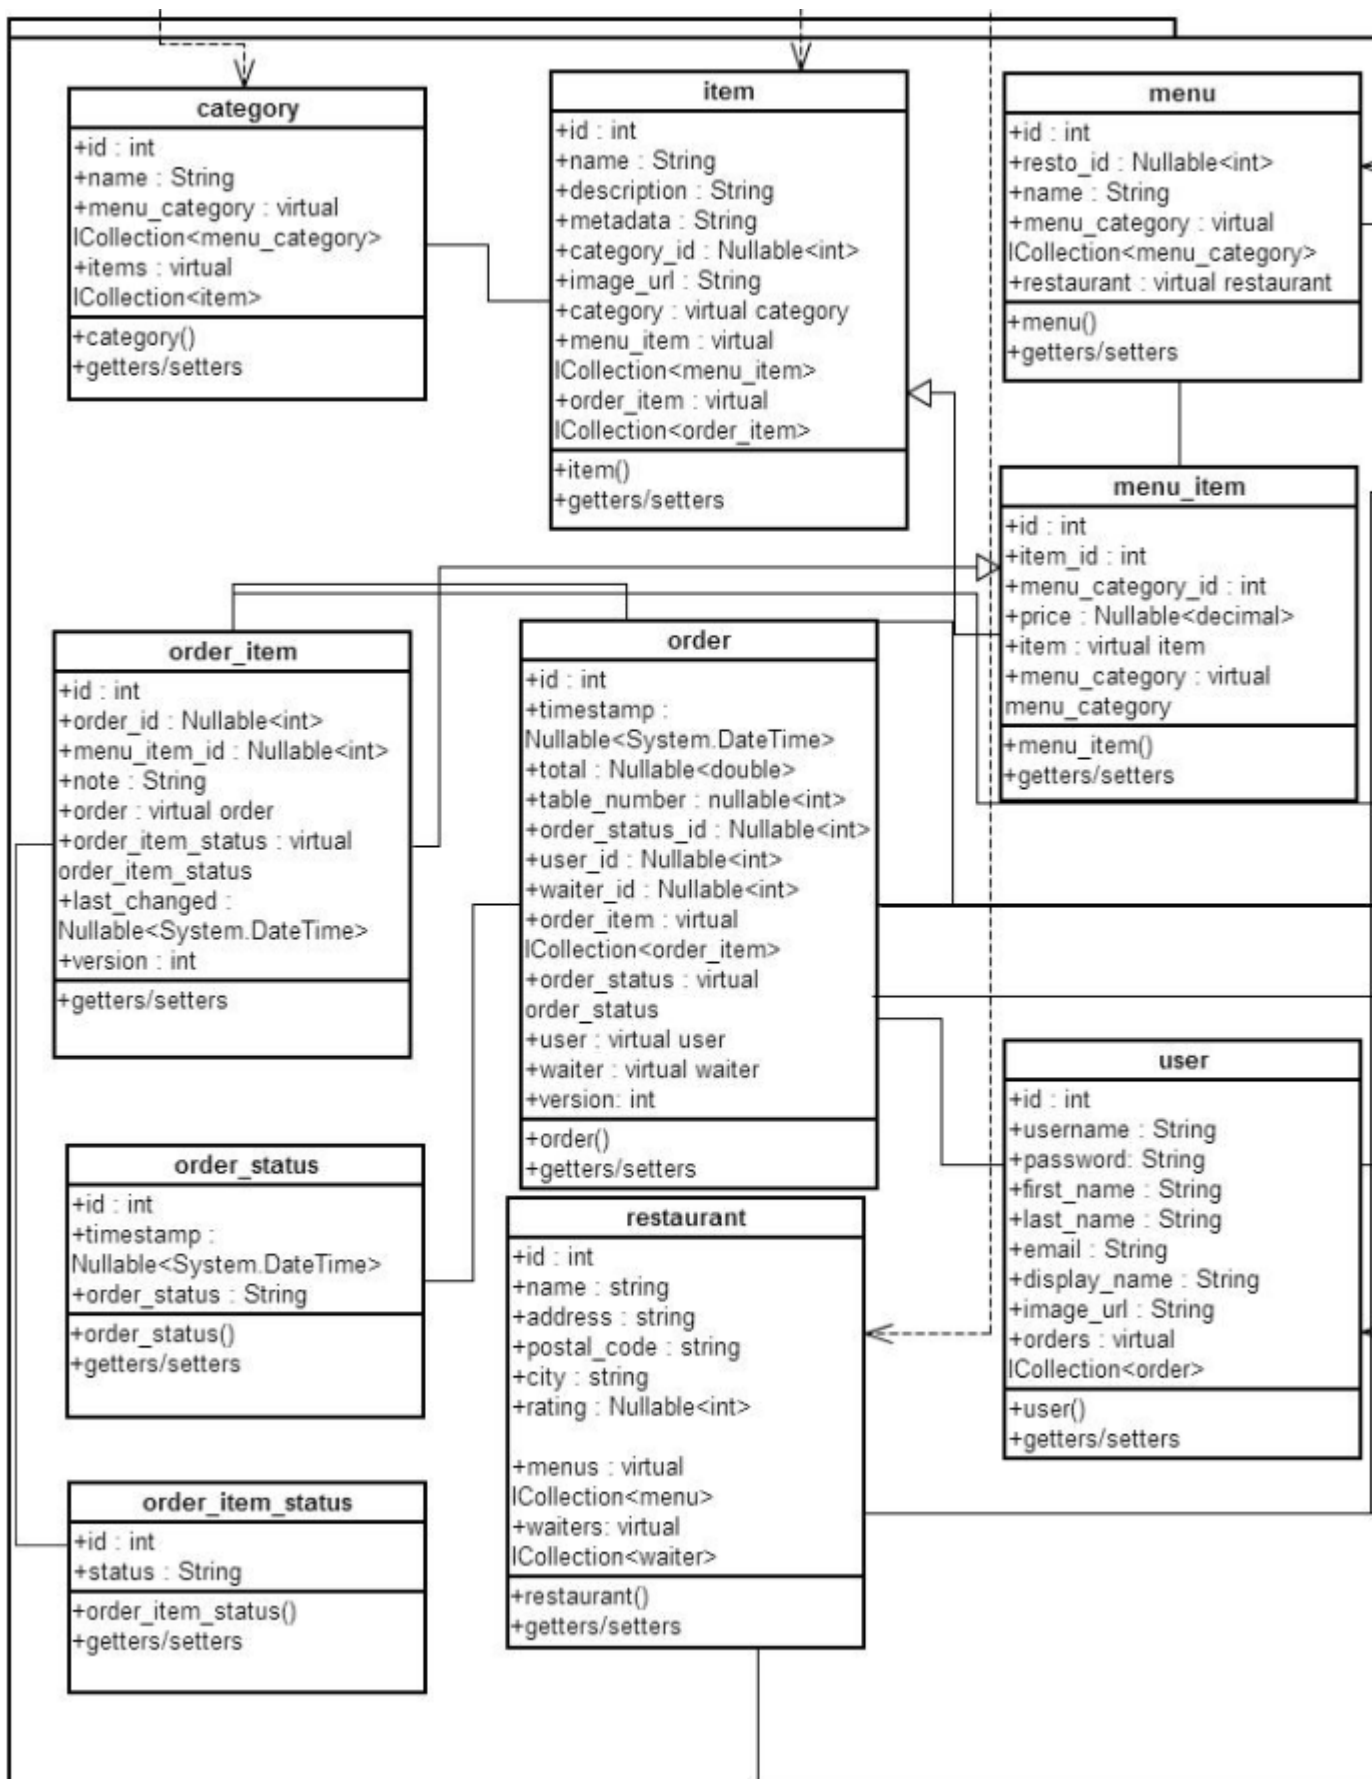 category
+id : int
+name : String
+menu_category : virtual
ICollection<menu_category>
+items : virtual
ICollection<item>
+category()
+getters/setters
item
+id : int
+name : String
+description : String
+metadata : String
+category_id : Nullable<int>
+image_url : String
+category : virtual category
+menu_item : virtual
ICollection<menu_item>
+order_item : virtual
ICollection<order_item>
+item()
+getters/setters
menu
+id : int
+resto_id : Nullable<int>
+name : String
+menu_category : virtual
ICollection<menu_category>
+restaurant : virtual restaurant
+menu()
+getters/setters
menu_item
+id : int
+item_id : int
+menu_category_id : int
+price : Nullable<decimal>
+item : virtual item
+menu_category : virtual
menu_category
+menu_item()
+getters/setters
order_item
+id : int
+order_id : Nullable<int>
+menu_item_id : Nullable<int>
+note : String
+order : virtual order
+order_item_status : virtual
order_item_status
+last_changed :
Nullable<System.DateTime>
+version : int
+getters/setters
order
+id : int
+timestamp :
Nullable<System.DateTime>
+total : Nullable<double>
+table_number : nullable<int>
+order_status_id : Nullable<int>
+user_id : Nullable<int>
+waiter_id : Nullable<int>
+order_item : virtual
ICollection<order_item>
+order_status : virtual
order_status
+user : virtual user
+waiter : virtual waiter
+version: int
+order()
+getters/setters
user
+id : int
+username : String
+password: String
+first_name : String
+last_name : String
+email : String
+display_name : String
+image_url : String
+orders : virtual
ICollection<order>
+user()
+getters/setters
order_status
+id : int
+timestamp :
Nullable<System.DateTime>
+order_status : String
+order_status()
+getters/setters
restaurant
+id : int
+name : string
+address : string
+postal_code : string
+city : string
+rating : Nullable<int>
+menus : virtual
ICollection<menu>
+waiters: virtual
ICollection<waiter>
+restaurant()
+getters/setters
order_item_status
+id : int
+status : String
+order_item_status()
+getters/setters